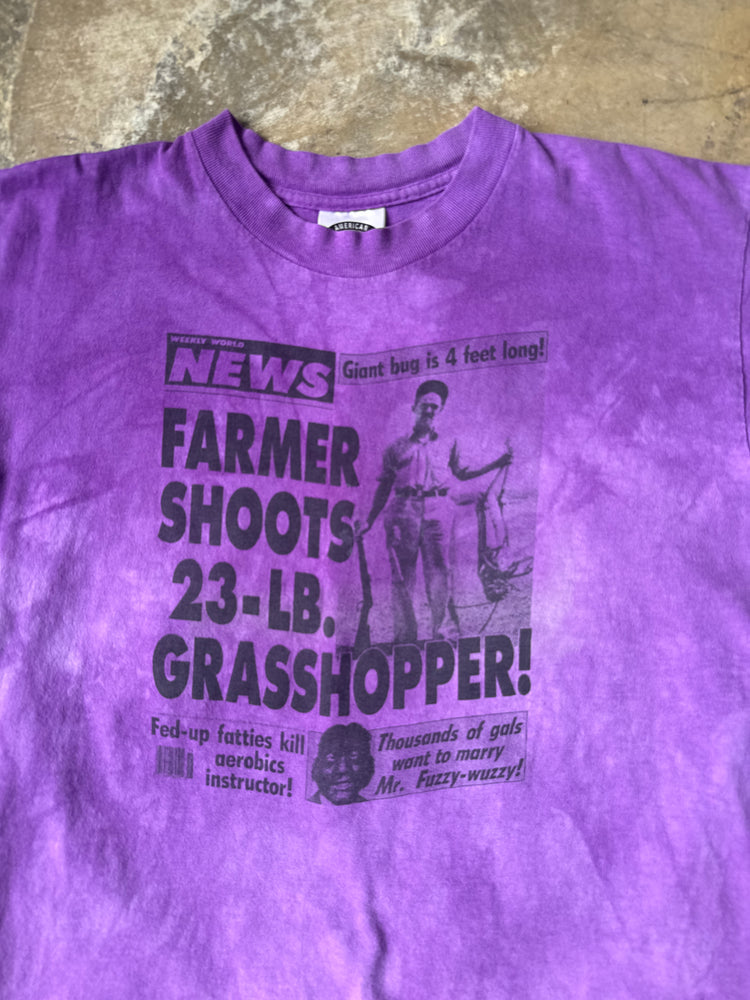 AMERICAN
WEEKLY WORLD
NEWS
Giant bug is 4 feet long!
FARMER
SHOOTS
23-LB.
GRASSHOPPER!
Fed-up fatties kill
aerobics
instructor!
Thousands of gals
want to marry
Mr. Fuzzy-wuzzy!